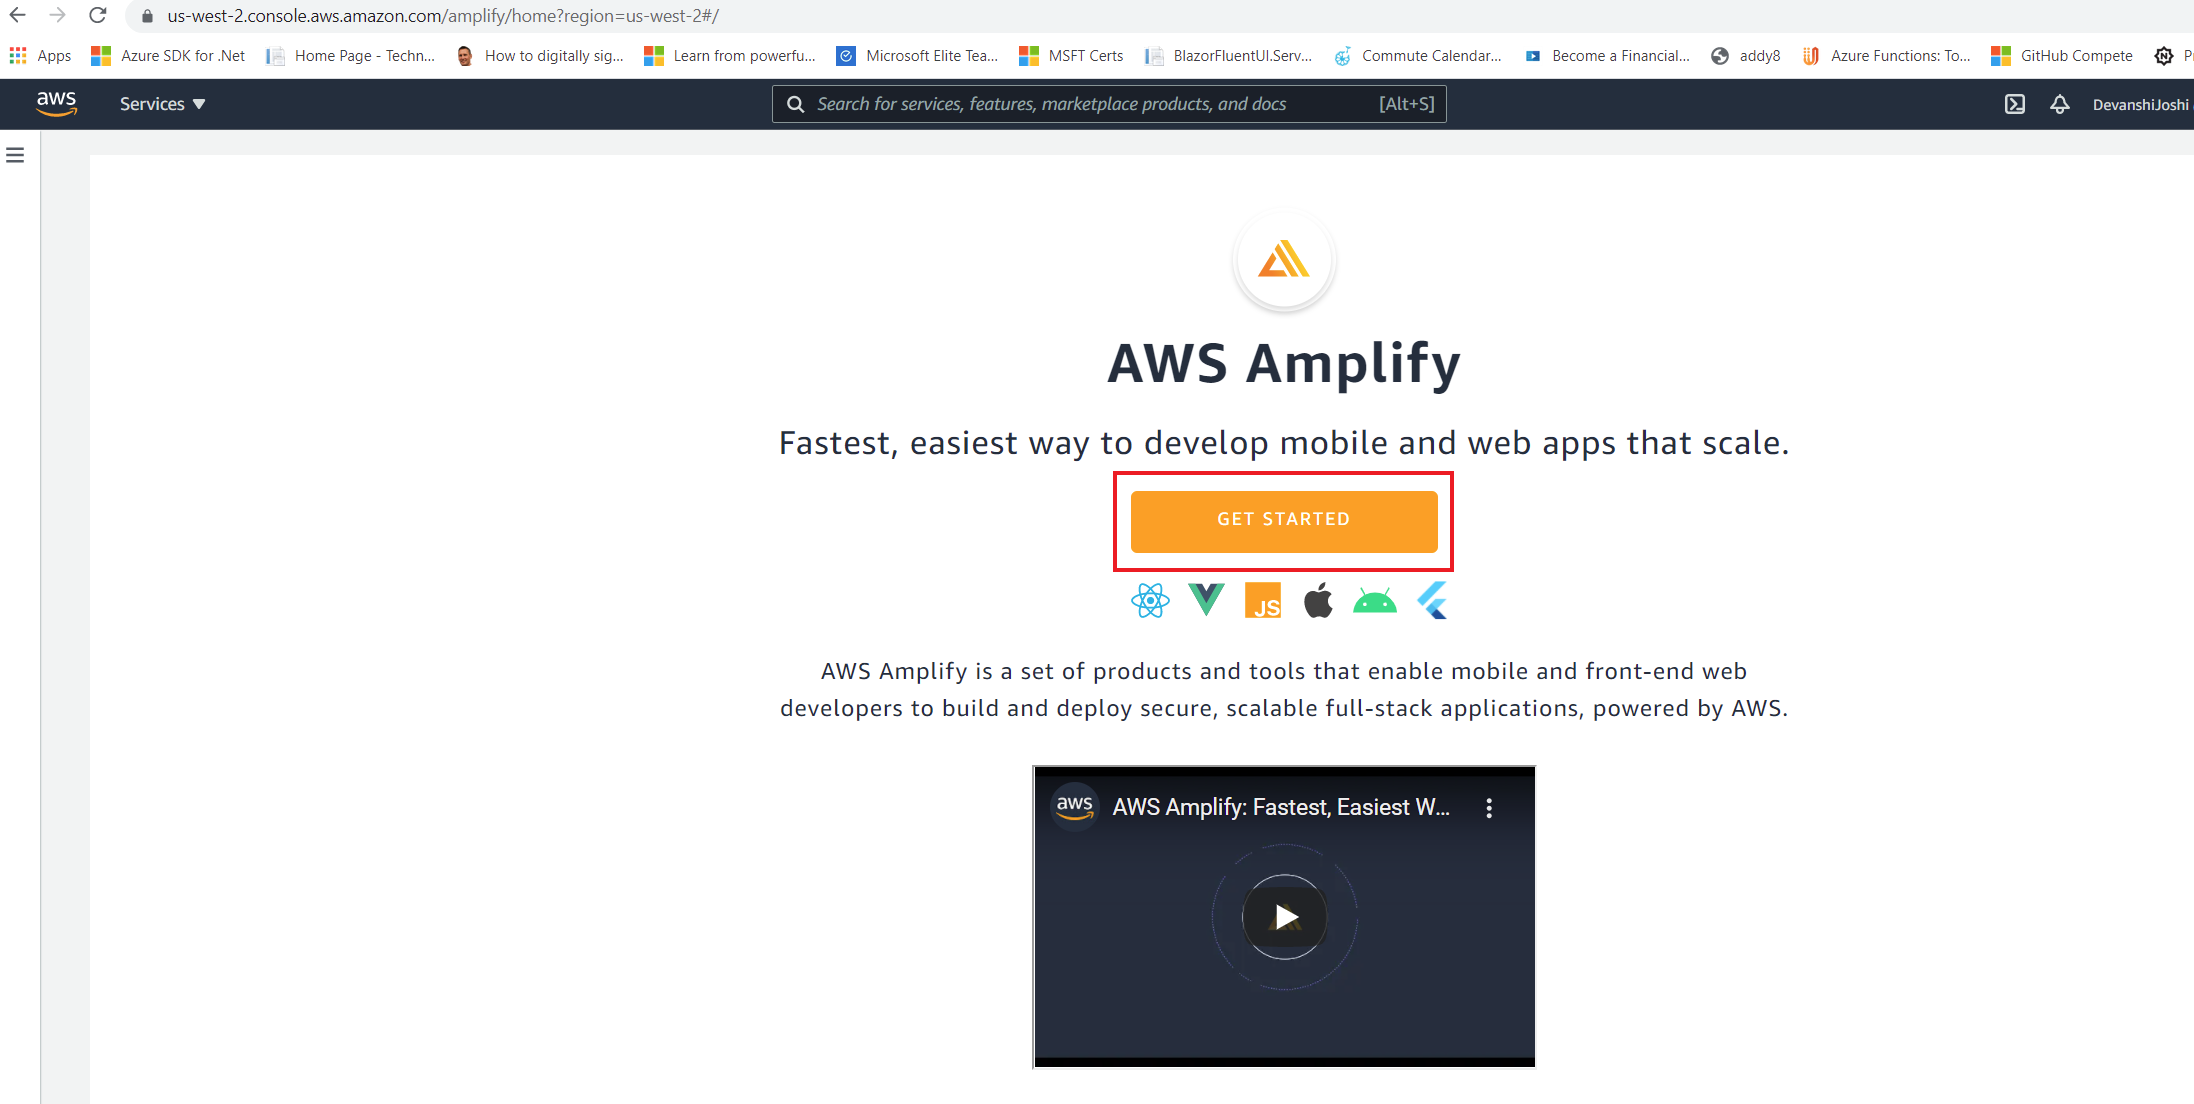 us-west-2.console.aws.amazon.com/amplify/home?region=us-west-2#/
Apps Azure SDK for .Net Home Page - Techn... How to digitally sig... Learn from powerfu... Microsoft Elite Tea... MSFT Certs BlazorFluentUI.Serv... Commute Calendar... Become a Financial... addy8 Azure Functions: To... GitHub Compete
aws Services Search for services, features, marketplace products, and docs [Alt+S] DevanshiJoshi
AWS Amplify
Fastest, easiest way to develop mobile and web apps that scale.
GET STARTED
JS
AWS Amplify is a set of products and tools that enable mobile and front-end web
developers to build and deploy secure, scalable full-stack applications, powered by AWS.
aws AWS Amplify: Fastest, Easiest W...